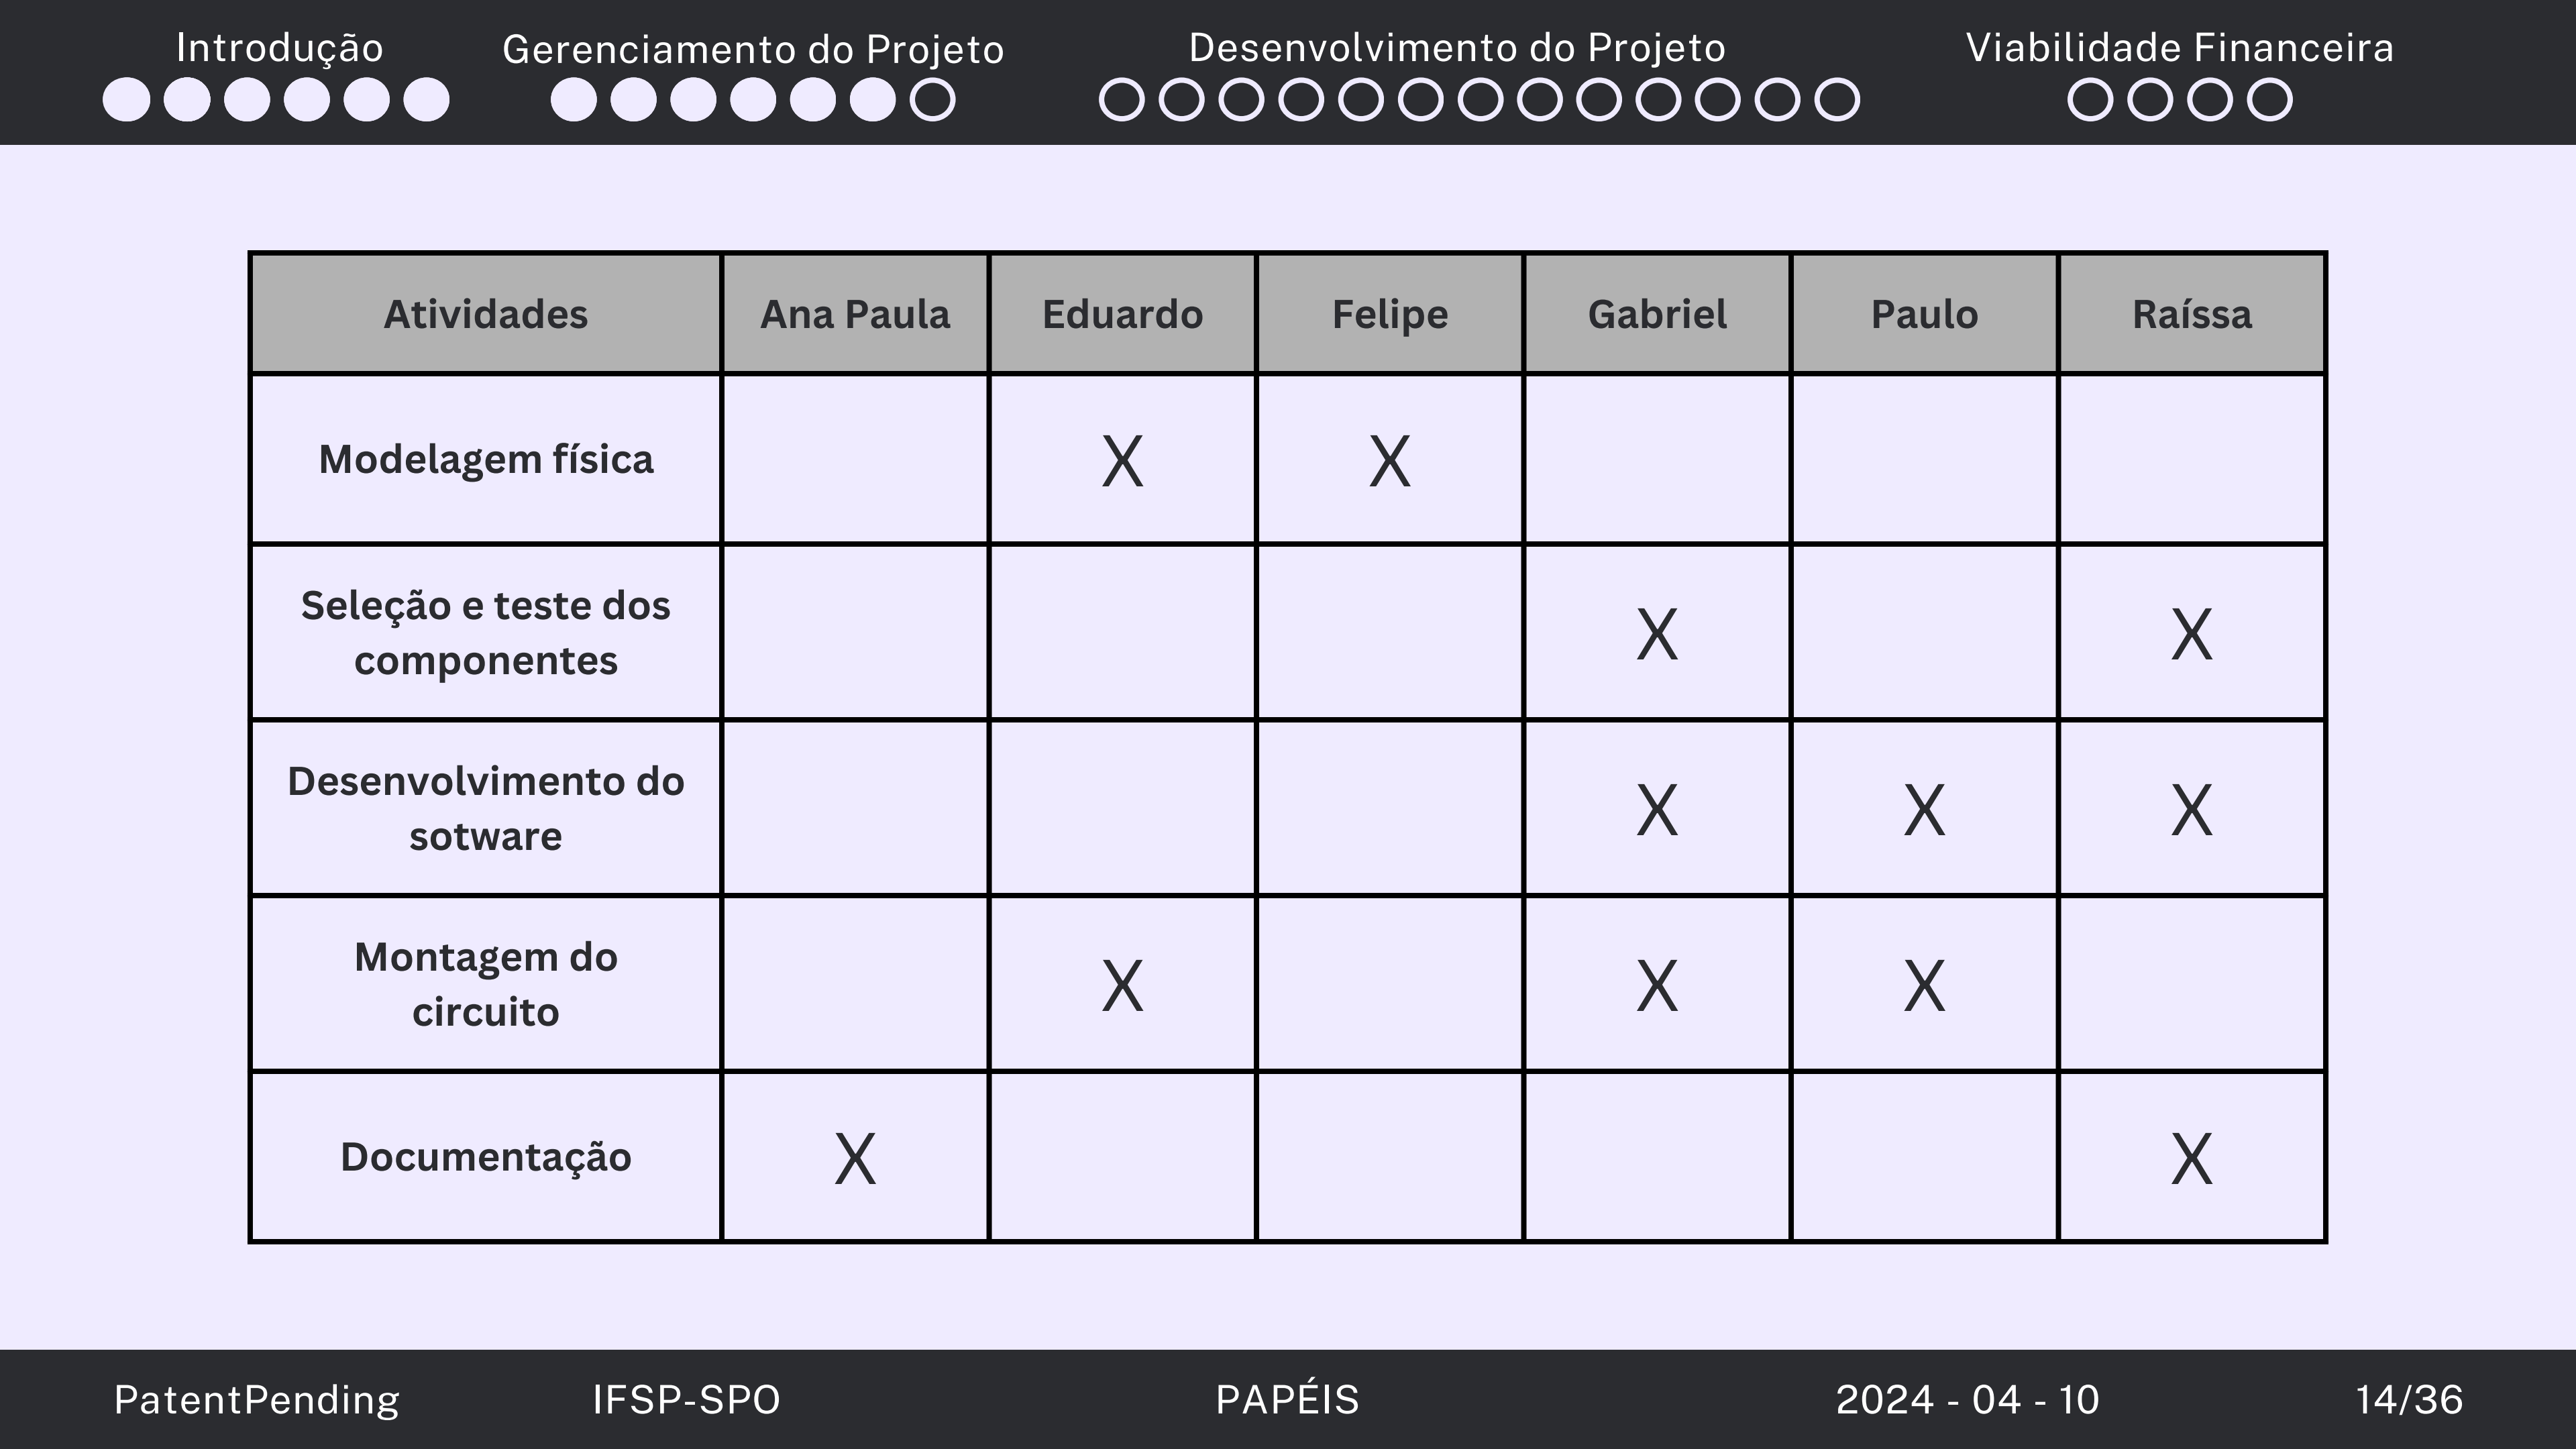 Introdução Gerenciamento do Projeto Desenvolvimento do Projeto Viabilidade Financeira
Atividades Ana Paula Eduardo Felipe Gabriel Paulo Raíssa
Modelagem física X X
Seleção e teste dos
componentes X X
Desenvolvimento do
sotware X X X
Montagem do
circuito X X X
Documentação X X
PatentPending IFSP-SPO PAPÉIS 2024 - 04 - 10 14/36